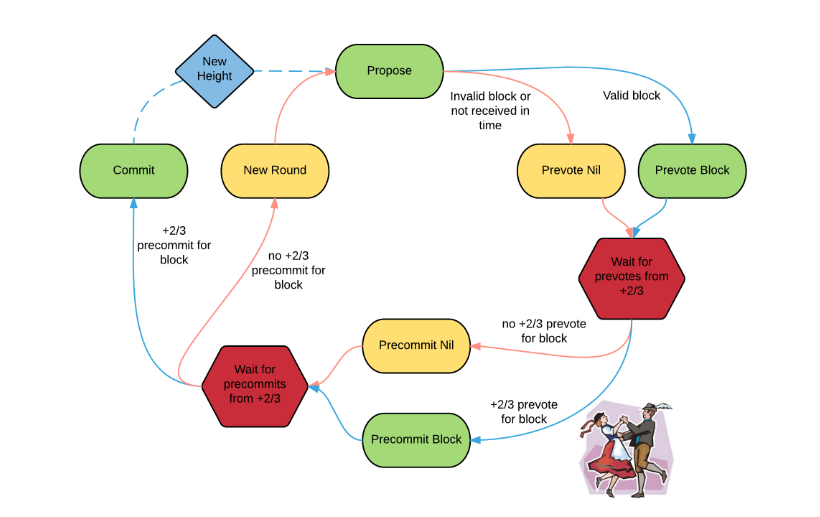 New
Height
Propose
Invalid block or
not received in
time
Valid block
Commit
New Round
Prevote Nil
Prevote Block
+2/3
precommit for
block
no +2/3
precommit for
block
Wait for
prevotes from
+2/3
no +2/3 prevote
for block
Precommit Nil
Wait for
precommits
from +2/3
+2/3 prevote
for block
Precommit Block